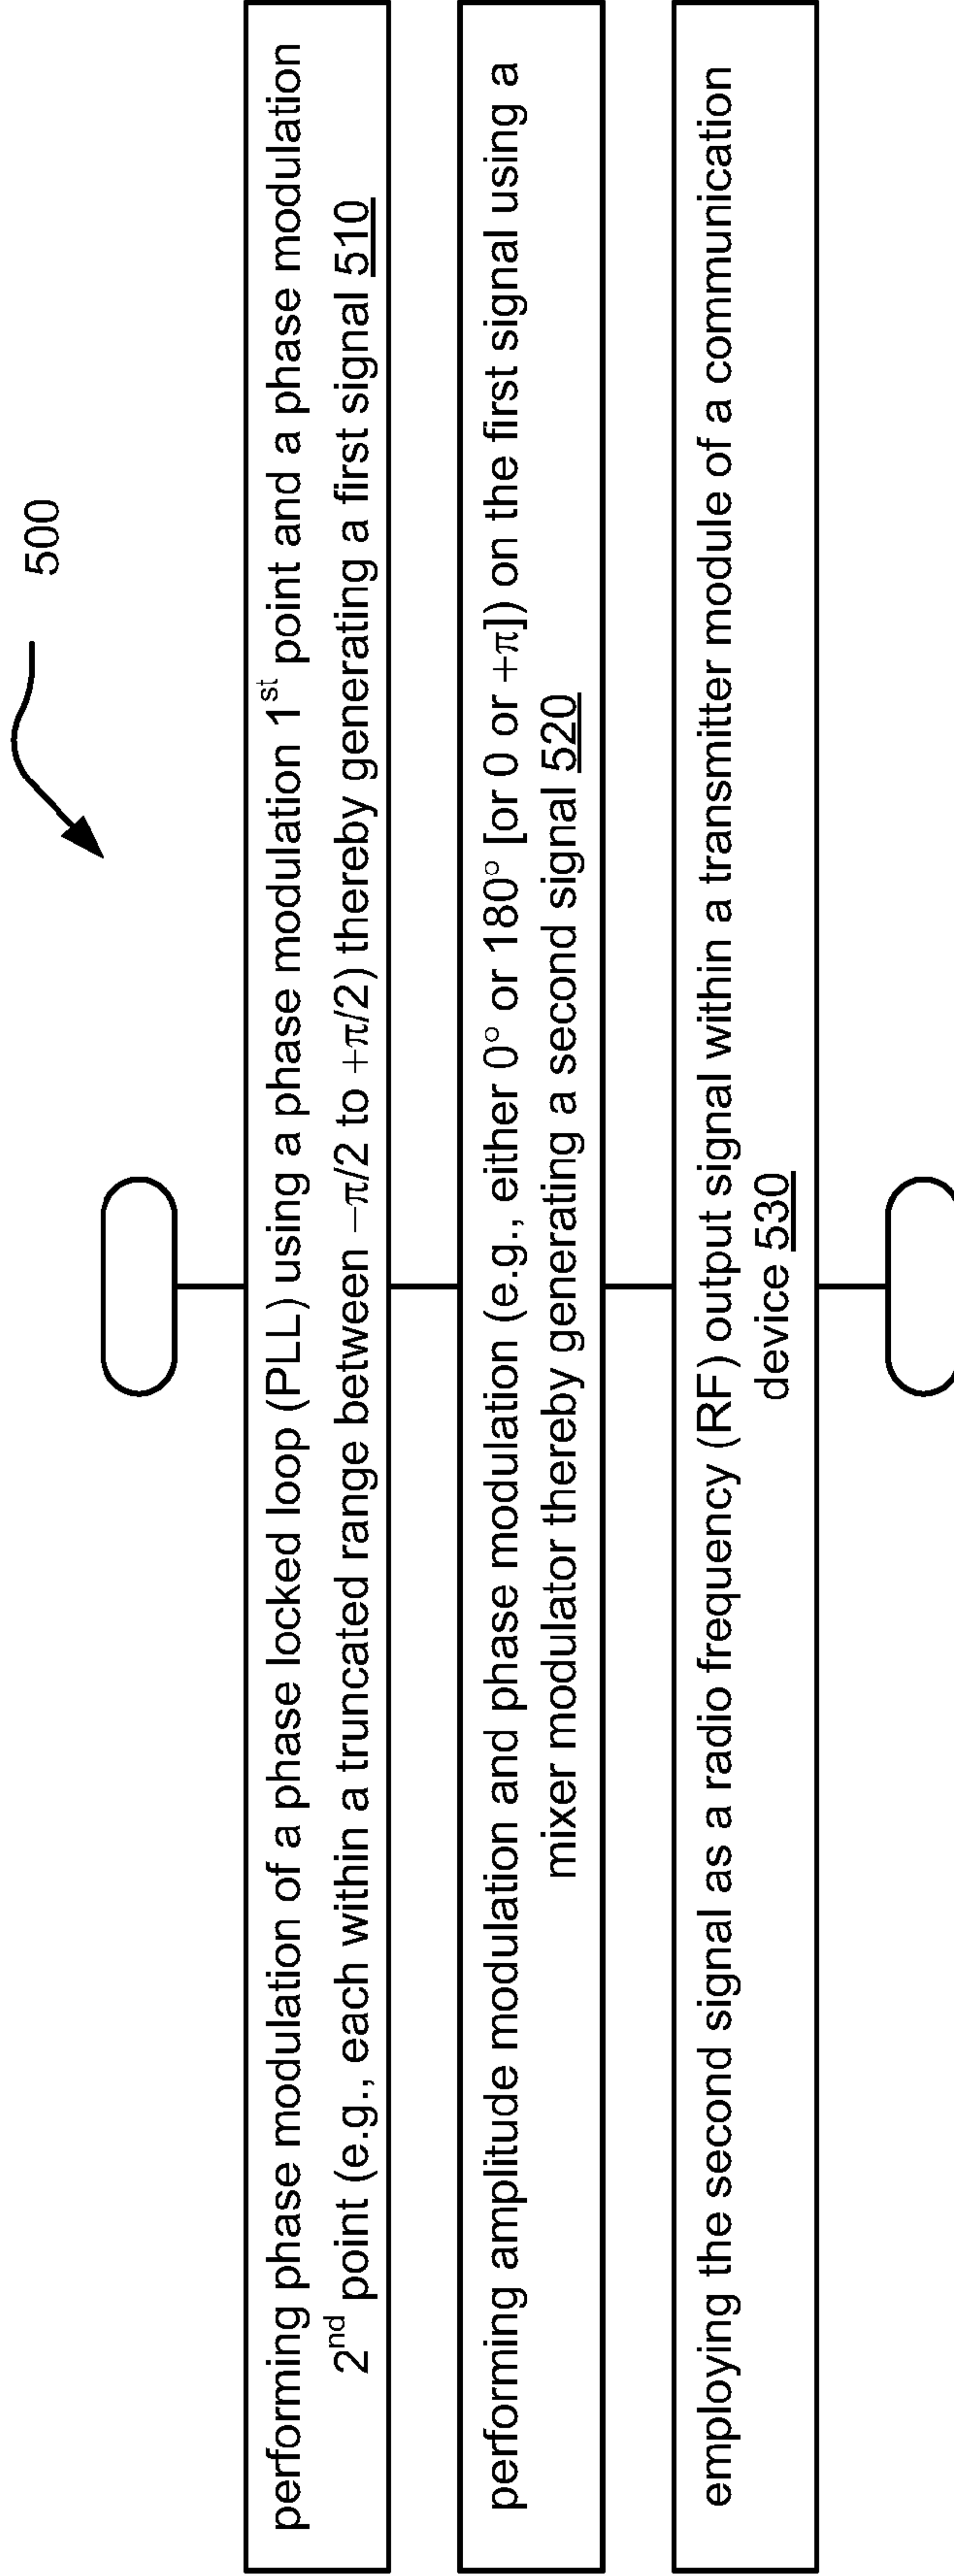 500
performing phase modulation of a phase locked loop (PLL) using a phase modulation 1st point and a phase modulation
2nd point (e.g., each within a truncated range between −π/2 to +π/2) thereby generating a first signal 510
performing amplitude modulation and phase modulation (e.g., either 0° or 180° [or 0 or +π]) on the first signal using a
mixer modulator thereby generating a second signal 520
employing the second signal as a radio frequency (RF) output signal within a transmitter module of a communication
device 530